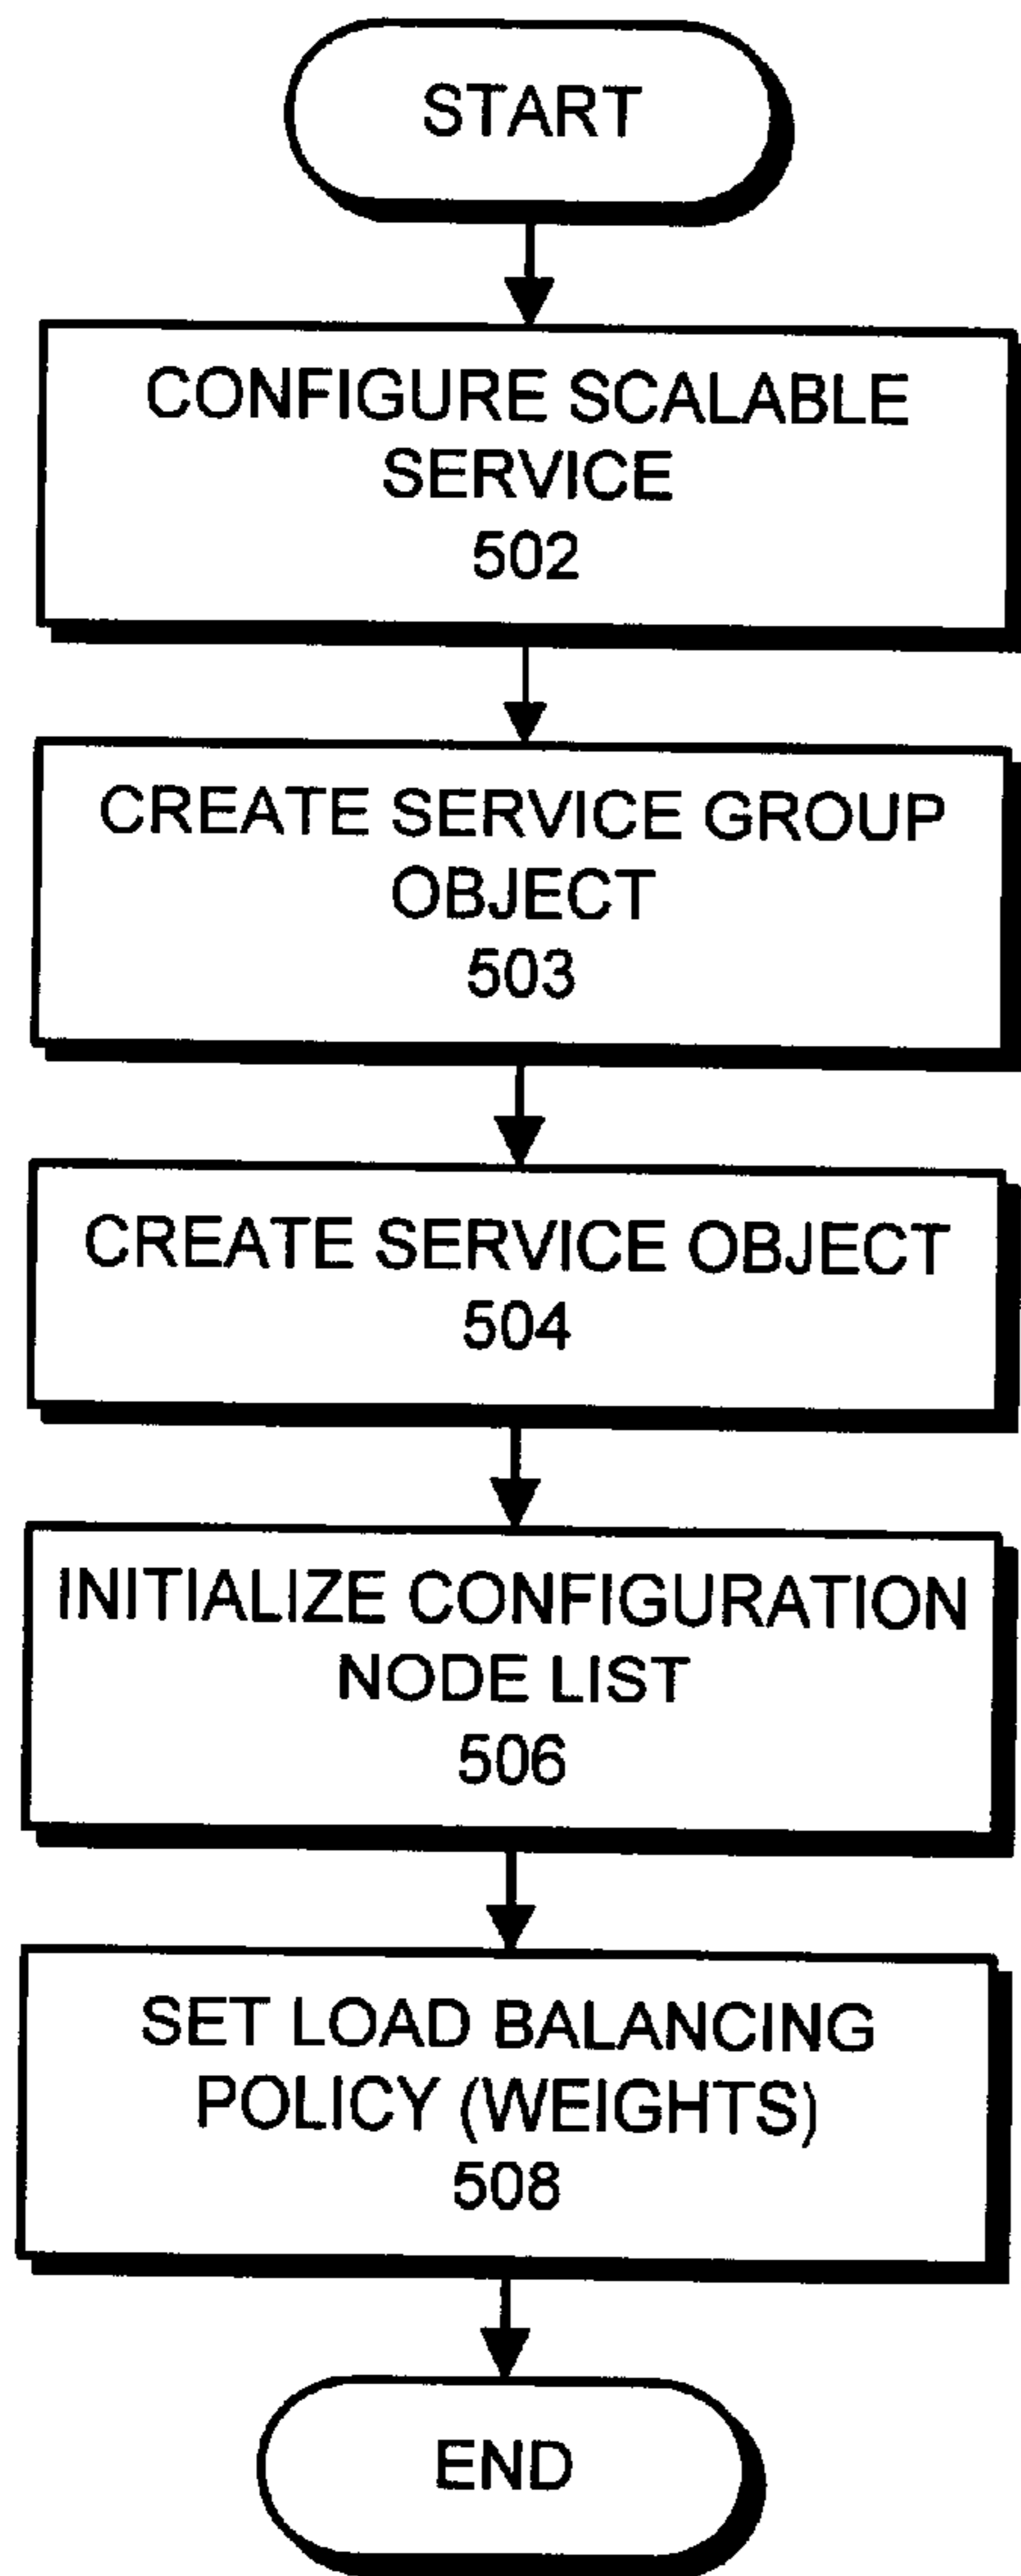 START
CONFIGURE SCALABLE
SERVICE
502
CREATE SERVICE GROUP
OBJECT
503
CREATE SERVICE OBJECT
504
INITIALIZE CONFIGURATION
NODE LIST
506
SET LOAD BALANCING
POLICY (WEIGHTS)
508
END